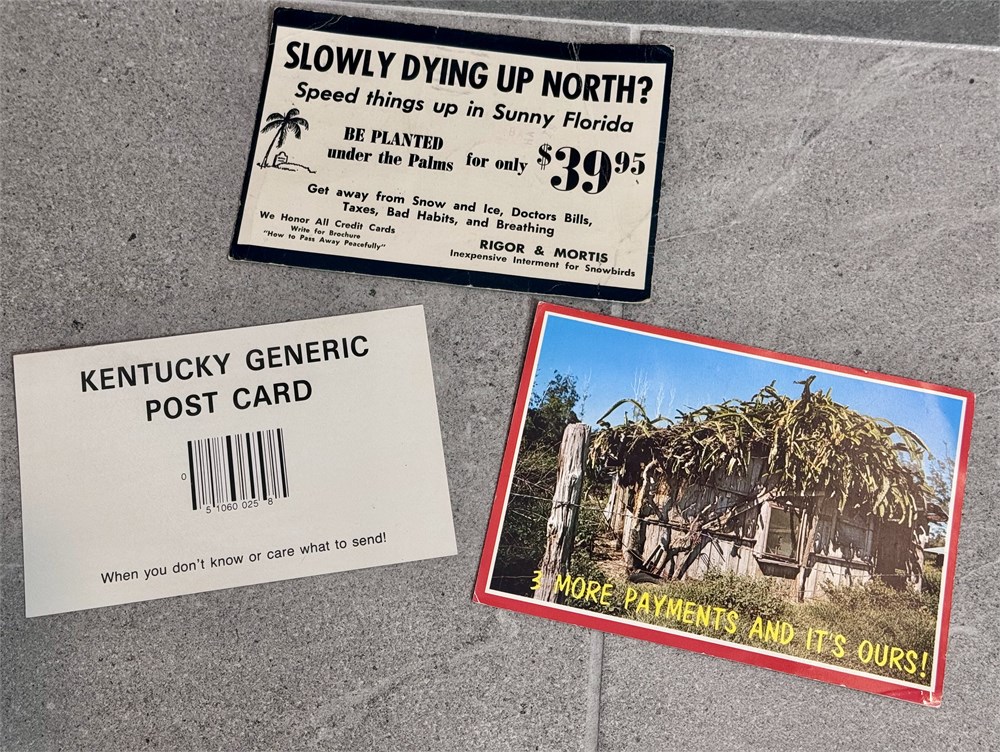 SLOWLY DYING UP NORTH?
Speed things up in Sunny Florida
BE PLANTED
under the Palms
for only $39.95
Get away from Snow and Ice, Doctors Bills,
Taxes, Bad Habits, and Breathing
We Honor All Credit Cards
Write for Brochure
"How to Pass Away Peacefully"
RIGOR & MORTIS
Inexpensive Interment for Snowbirds
KENTUCKY GENERIC
POST CARD
0
5 1060 025 8
When you don't know or care what to send!
3 MORE PAYMENTS AND IT'S OURS!